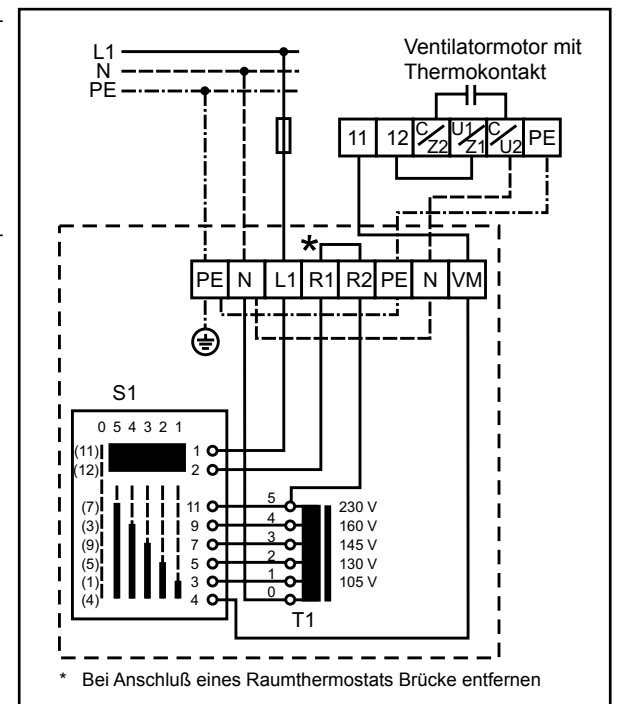 L1
N
PE
Ventilatormotor mit
Thermokontakt
11 12 C/Z2 U1/Z1 C/U2 PE
*
PE N L1 R1 R2 PE N VM
S1
0 5 4 3 2 1
(11) 1
(12) 2
(7) 11 5 230 V
(3) 9 4 160 V
(9) 7 3 145 V
(5) 5 2 130 V
(1) 3 1 105 V
(4) 4 0
T1
* Bei Anschluß eines Raumthermostats Brücke entfernen